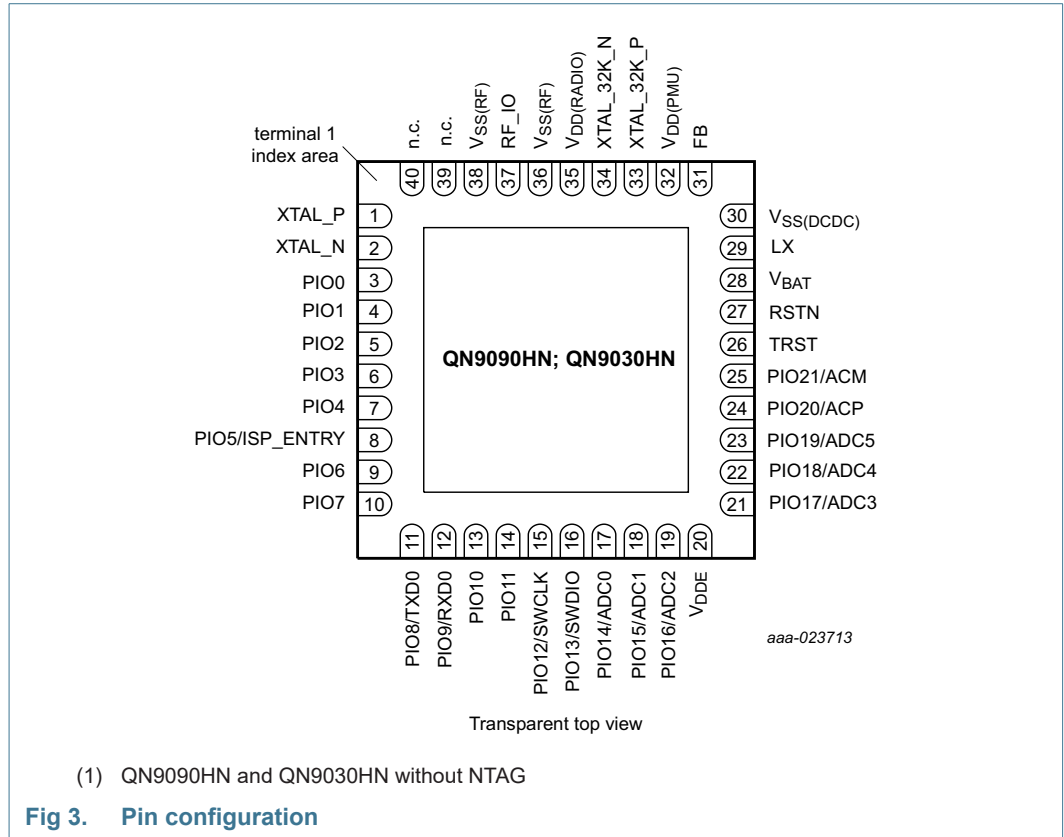 terminal 1
index area
n.c.
n.c.
VSS(RF)
RF_IO
VSS(RF)
VDD(RADIO)
XTAL_32K_N
XTAL_32K_P
VDD(PMU)
FB
40
39
38
37
36
35
34
33
32
31
XTAL_P 1
XTAL_N 2
PIO0 3
PIO1 4
PIO2 5
PIO3 6
PIO4 7
PIO5/ISP_ENTRY 8
PIO6 9
PIO7 10
QN9090HN; QN9030HN
30 VSS(DCDC)
29 LX
28 VBAT
27 RSTN
26 TRST
25 PIO21/ACM
24 PIO20/ACP
23 PIO19/ADC5
22 PIO18/ADC4
21 PIO17/ADC3
11
12
13
14
15
16
17
18
19
20
PIO8/TXD0
PIO9/RXD0
PIO10
PIO11
PIO12/SWCLK
PIO13/SWDIO
PIO14/ADC0
PIO15/ADC1
PIO16/ADC2
VDDE
aaa-023713
Transparent top view
(1) QN9090HN and QN9030HN without NTAG
Fig 3. Pin configuration